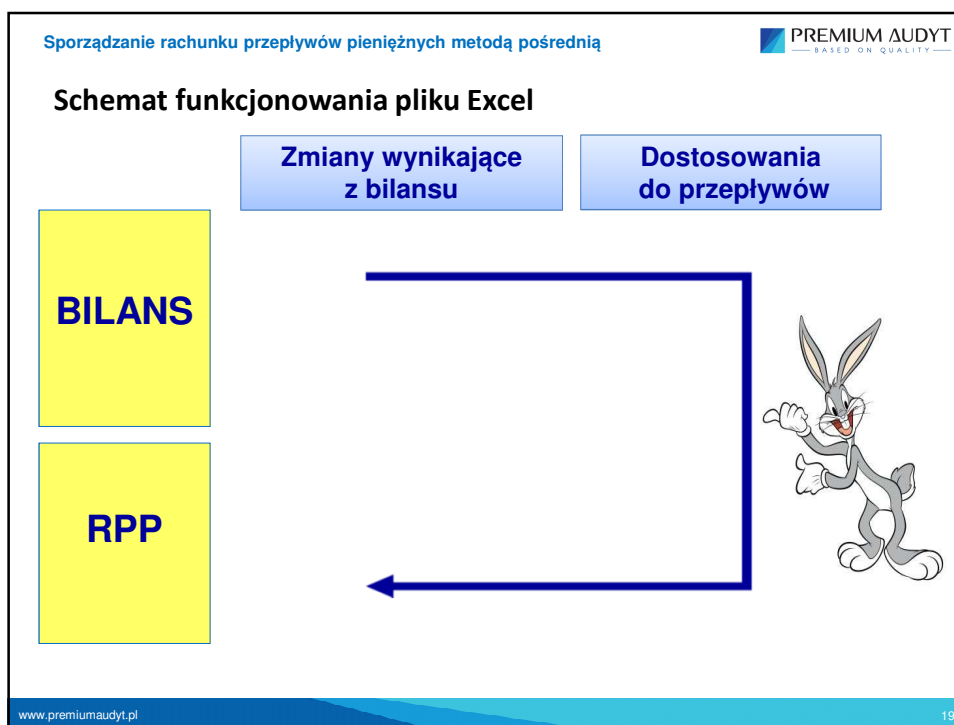 Sporządzanie rachunku przepływów pieniężnych metodą pośrednią
PREMIUM AUDYT
BASED ON QUALITY
Schemat funkcjonowania pliku Excel
Zmiany wynikające
z bilansu
Dostosowania
do przepływów
BILANS
RPP
www.premiumaudyt.pl
19